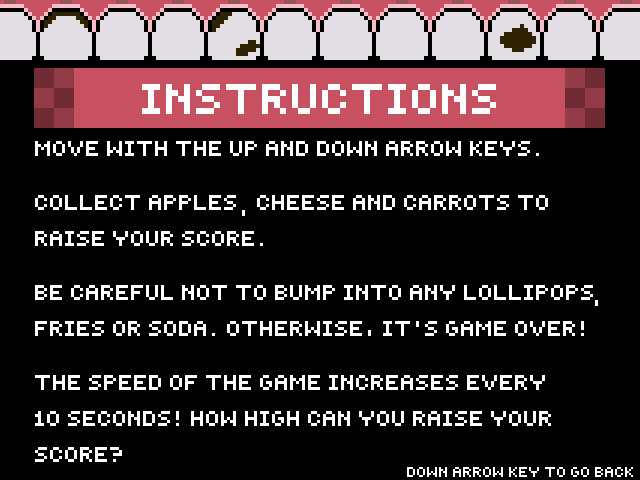 INSTRUCTIONS
MOVE WITH THE UP AND DOWN ARROW KEYS.
COLLECT APPLES, CHEESE AND CARROTS TO
RAISE YOUR SCORE.
BE CAREFUL NOT TO BUMP INTO ANY LOLLIPOPS,
FRIES OR SODA. OTHERWISE, IT'S GAME OVER!
THE SPEED OF THE GAME INCREASES EVERY
10 SECONDS! HOW HIGH CAN YOU RAISE YOUR
SCORE?
DOWN ARROW KEY TO GO BACK